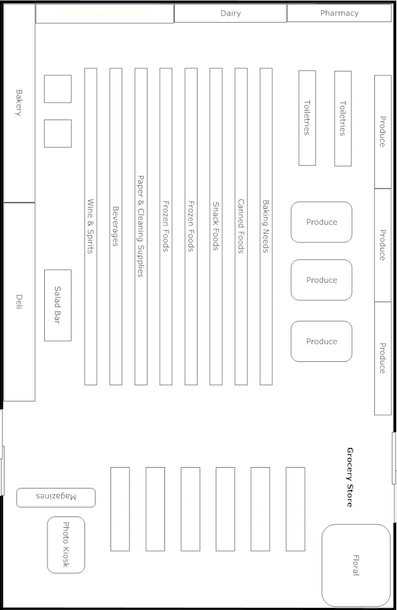 Dairy
Pharmacy
Bakery
Toiletries
Toiletries
Produce
Wine & Spirits
Beverages
Paper & Cleaning Supplies
Frozen Foods
Frozen Foods
Snack Foods
Canned Foods
Baking Needs
Produce
Produce
Produce
Produce
Produce
Deli
Salad Bar
Grocery Store
Magazines
Photo Kiosk
Floral